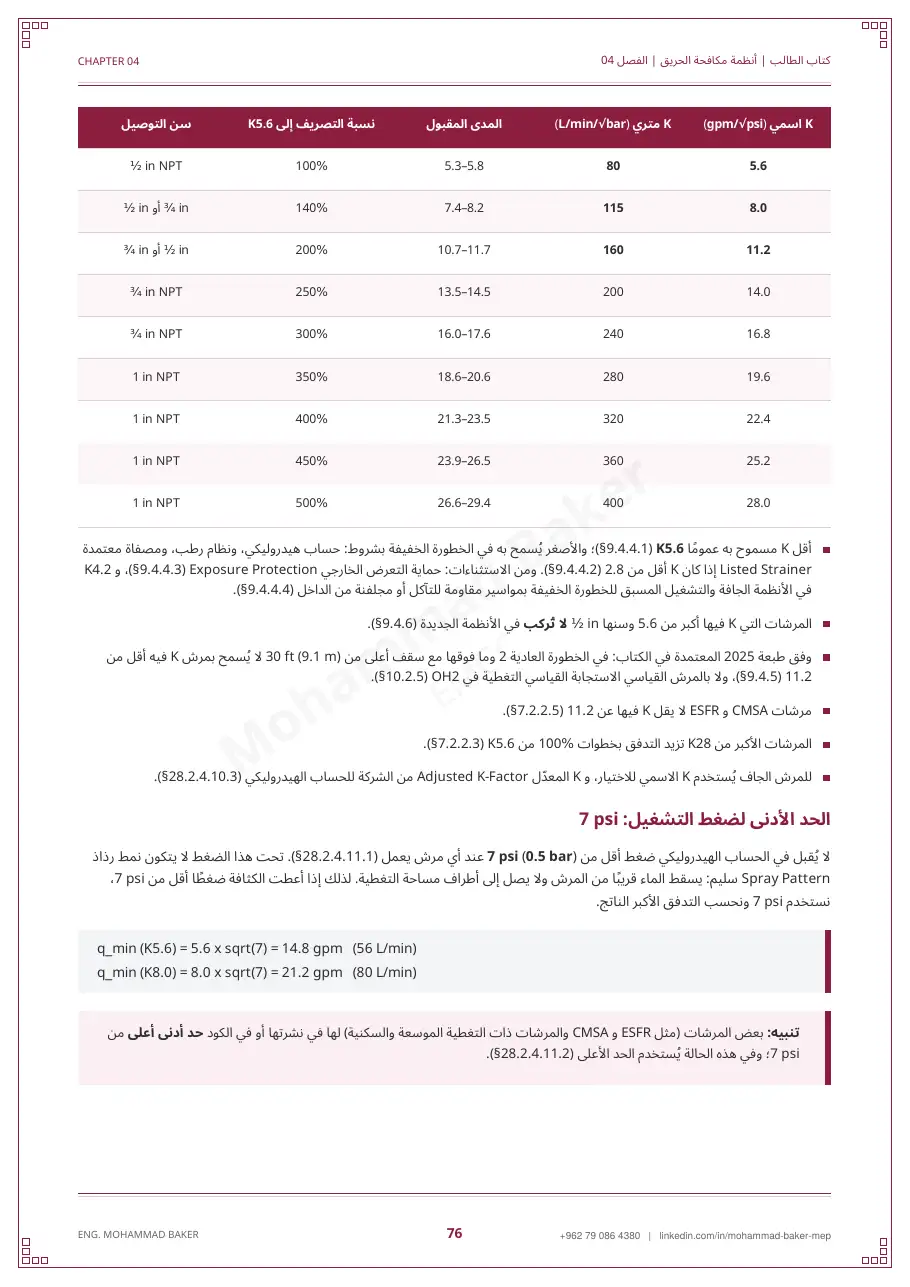 CHAPTER 04
كتاب الطالب | أنظمة مكافحة الحريق | الفصل 04
K اسمي (gpm/√psi) K متري (L/min/√bar) المدى المقبول نسبة التصريف إلى K5.6 سن التوصيل
5.6 80 5.3–5.8 100% ½ in NPT
8.0 115 7.4–8.2 140% ¾ in أو ½ in
11.2 160 10.7–11.7 200% ½ in أو ¾ in
14.0 200 13.5–14.5 250% ¾ in NPT
16.8 240 16.0–17.6 300% ¾ in NPT
19.6 280 18.6–20.6 350% 1 in NPT
22.4 320 21.3–23.5 400% 1 in NPT
25.2 360 23.9–26.5 450% 1 in NPT
28.0 400 26.6–29.4 500% 1 in NPT
أقل K مسموح به عمومًا K5.6 (§9.4.4.1)؛ والأصغر يُسمح به في الخطورة الخفيفة بشروط: حساب هيدروليكي، ونظام رطب، ومصفاة معتمدة
Listed Strainer إذا كان K أقل من 2.8 (§9.4.4.2). ومن الاستثناءات: حماية التعرض الخارجي Exposure Protection (§9.4.4.3)، و K4.2
في الأنظمة الجافة والتشغيل المسبق للخطورة الخفيفة بمواسير مقاومة للتآكل أو مجلفنة من الداخل (§9.4.4.4).
المرشات التي K فيها أكبر من 5.6 وسنها ½ in لا تُركب في الأنظمة الجديدة (§9.4.6).
وفق طبعة 2025 المعتمدة في الكتاب: في الخطورة العادية 2 وما فوقها مع سقف أعلى من 30 ft (9.1 m) لا يُسمح بمرش K فيه أقل من
11.2 (§9.4.5)، ولا بالمرش القياسي الاستجابة القياسي التغطية في OH2 (§10.2.5).
مرشات CMSA و ESFR لا يقل K فيها عن 11.2 (§7.2.2.5).
المرشات الأكبر من K28 تزيد التدفق بخطوات 100% من K5.6 (§7.2.2.3).
للمرش الجاف يُستخدم K الاسمي للاختيار، و K المعدّل Adjusted K-Factor من الشركة للحساب الهيدروليكي (§28.2.4.10.3).
الحد الأدنى لضغط التشغيل: 7 psi
لا يُقبل في الحساب الهيدروليكي ضغط أقل من 7 psi (0.5 bar) عند أي مرش يعمل (§28.2.4.11.1). تحت هذا الضغط لا يتكون نمط رذاذ
Spray Pattern سليم: يسقط الماء قريبًا من المرش ولا يصل إلى أطراف مساحة التغطية. لذلك إذا أعطت الكثافة ضغطًا أقل من 7 psi،
نستخدم 7 psi ونحسب التدفق الأكبر الناتج.
q_min (K5.6) = 5.6 x sqrt(7) = 14.8 gpm (56 L/min)
q_min (K8.0) = 8.0 x sqrt(7) = 21.2 gpm (80 L/min)
تنبيه: بعض المرشات (مثل ESFR و CMSA والمرشات ذات التغطية الموسعة والسكنية) لها في نشرتها أو في الكود حد أدنى أعلى من
7 psi؛ وفي هذه الحالة يُستخدم الحد الأعلى (§28.2.4.11.2).
Mohammad Baker
ENG. MOHAMMAD BAKER
76
+962 79 086 4380 | linkedin.com/in/mohammad-baker-mep